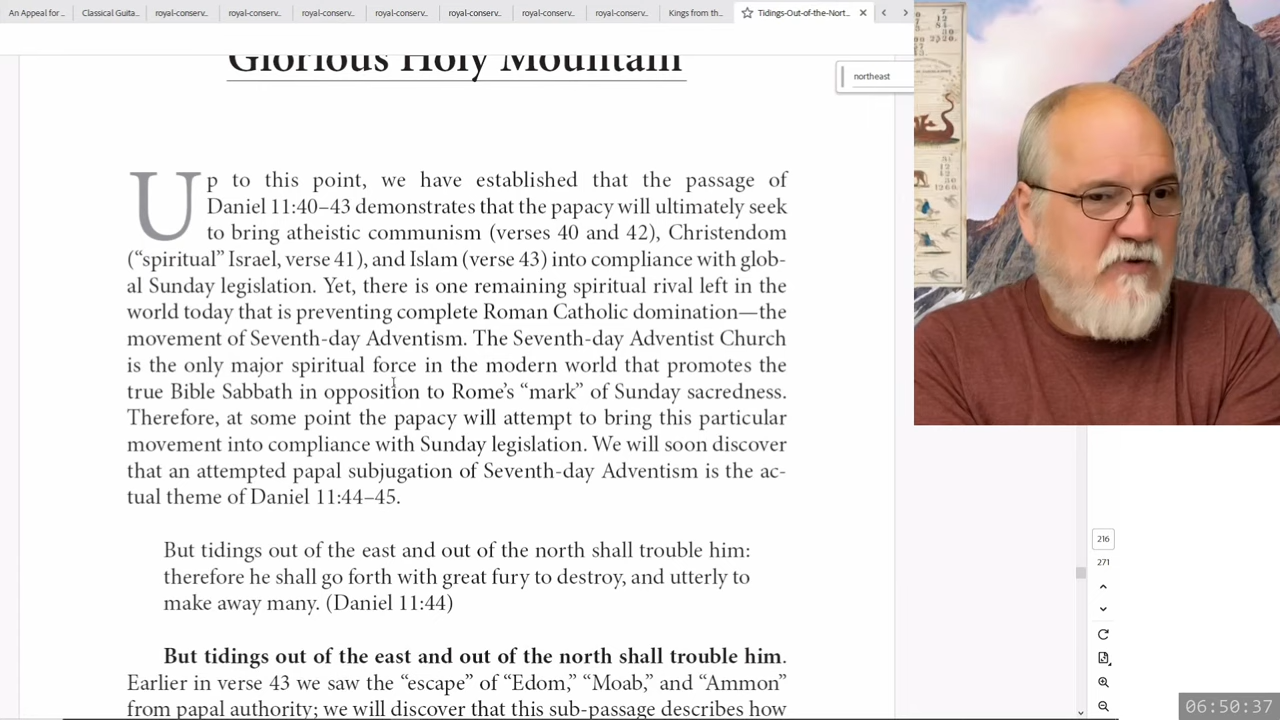 An Appeal for ...
Classical Guita...
royal-conserv...
royal-conserv...
royal-conserv...
royal-conserv...
royal-conserv...
royal-conserv...
royal-conserv...
Kings from th...
Tidings-Out-of-the-Nort...
Glorious Holy Mountain
northeast
Up to this point, we have established that the passage of
Daniel 11:40–43 demonstrates that the papacy will ultimately seek
to bring atheistic communism (verses 40 and 42), Christendom
(“spiritual” Israel, verse 41), and Islam (verse 43) into compliance with glob-
al Sunday legislation. Yet, there is one remaining spiritual rival left in the
world today that is preventing complete Roman Catholic domination—the
movement of Seventh-day Adventism. The Seventh-day Adventist Church
is the only major spiritual force in the modern world that promotes the
true Bible Sabbath in opposition to Rome’s “mark” of Sunday sacredness.
Therefore, at some point the papacy will attempt to bring this particular
movement into compliance with Sunday legislation. We will soon discover
that an attempted papal subjugation of Seventh-day Adventism is the ac-
tual theme of Daniel 11:44–45.
But tidings out of the east and out of the north shall trouble him:
therefore he shall go forth with great fury to destroy, and utterly to
make away many. (Daniel 11:44)
But tidings out of the east and out of the north shall trouble him.
Earlier in verse 43 we saw the “escape” of “Edom,” “Moab,” and “Ammon”
from papal authority; we will discover that this sub-passage describes how
216
271
06:50:37